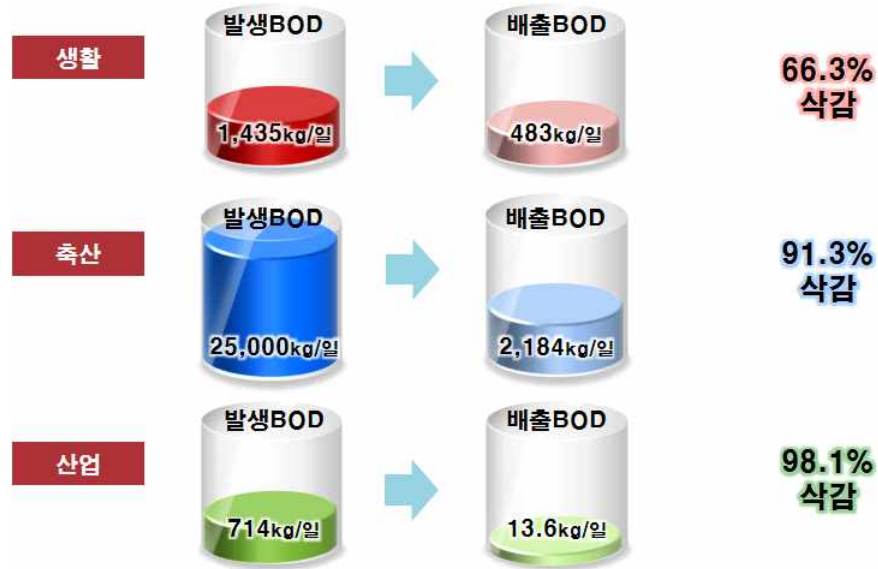 생활
발생BOD
1,435kg/일
배출BOD
483kg/일
66.3%
삭감
축산
발생BOD
25,000kg/일
배출BOD
2,184kg/일
91.3%
삭감
산업
발생BOD
714kg/일
배출BOD
13.6kg/일
98.1%
삭감